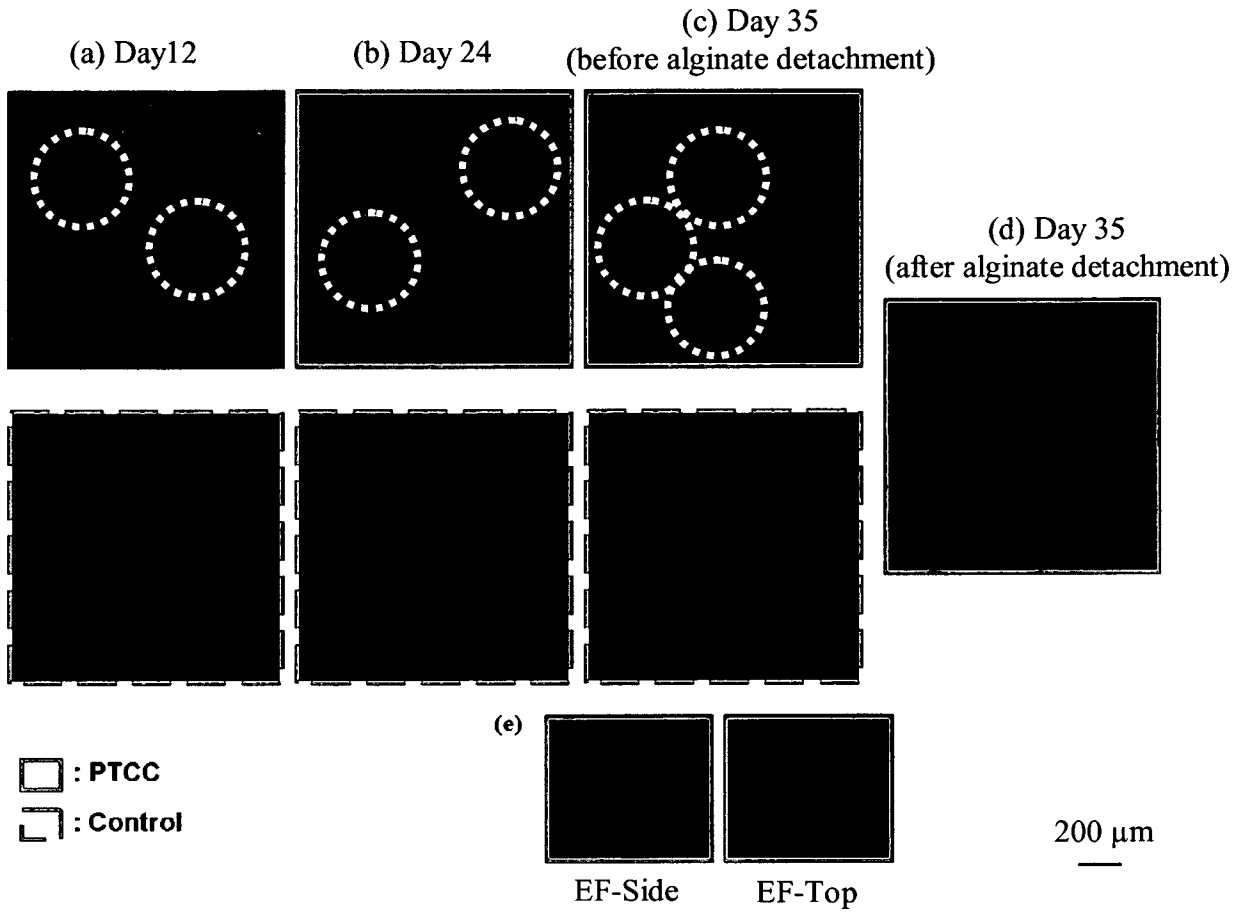 (a) Day12
(b) Day 24
(c) Day 35
(before alginate detachment)
(d) Day 35
(after alginate detachment)
(e)
: PTCC
: Control
EF-Side
EF-Top
200 µm